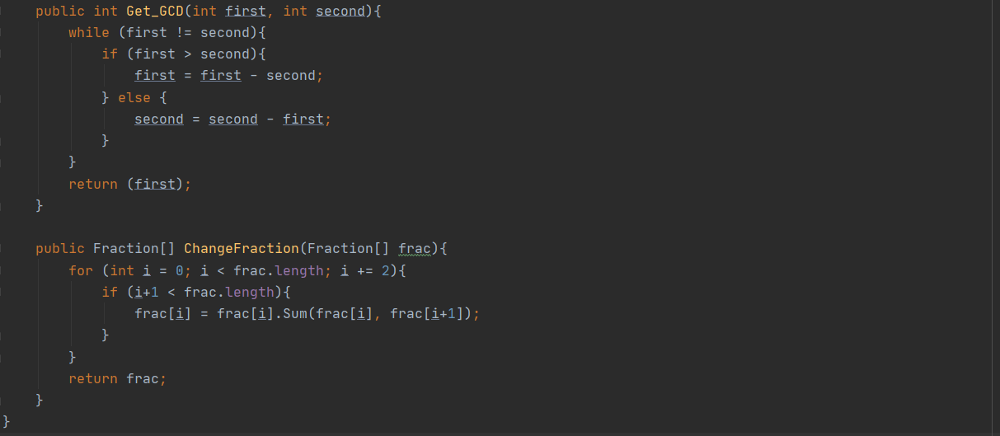 public int Get_GCD(int first, int second){
while (first != second){
if (first > second){
first = first - second;
} else {
second = second - first;
}
}
return (first);
}
public Fraction[] ChangeFraction(Fraction[] frac){
for (int i = 0; i < frac.length; i += 2){
if (i+1 < frac.length){
frac[i] = frac[i].Sum(frac[i], frac[i+1]);
}
}
return frac;
}
}